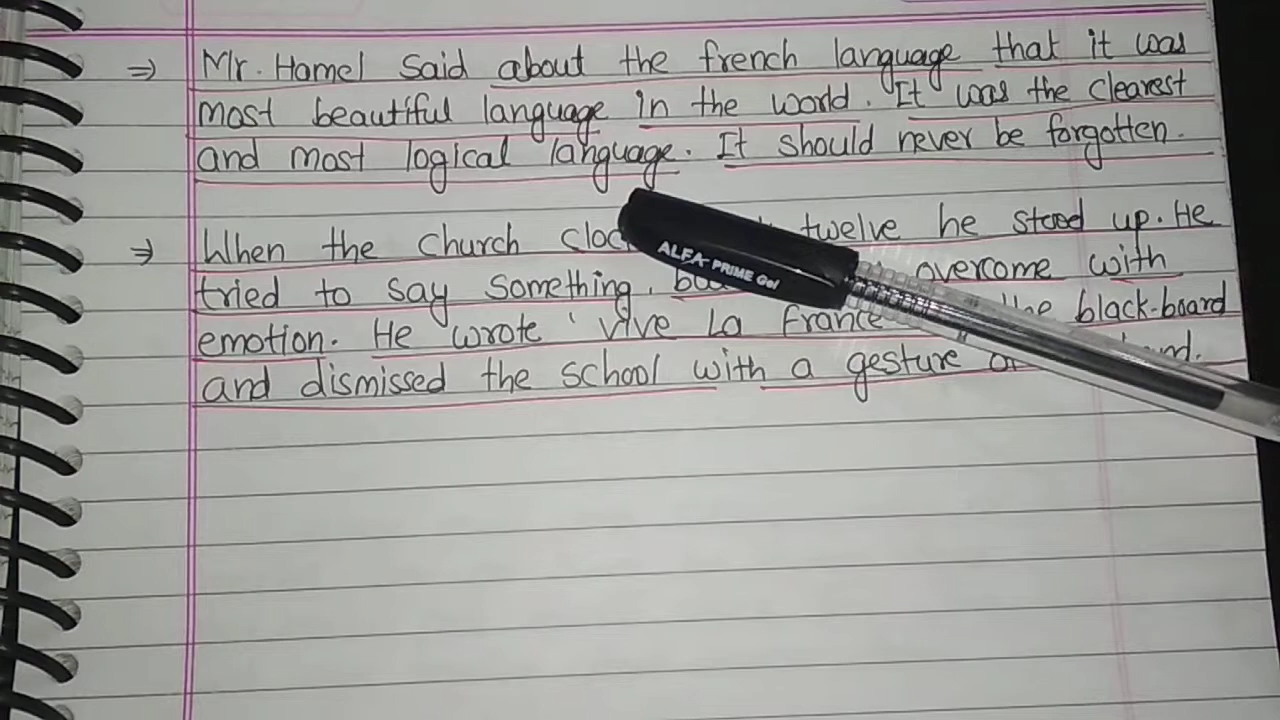 ⇒ Mr. Hamel said about the french language that it was
most beautiful language in the world. It was the clearest
and most logical language. It should never be forgotten.
⇒ When the church twelve he stood up. He
tried to say something. overcome with
emotion. He wrote 'vive La France the black-board
and dismissed the school with a gesture
ALFA-PRIME Gel